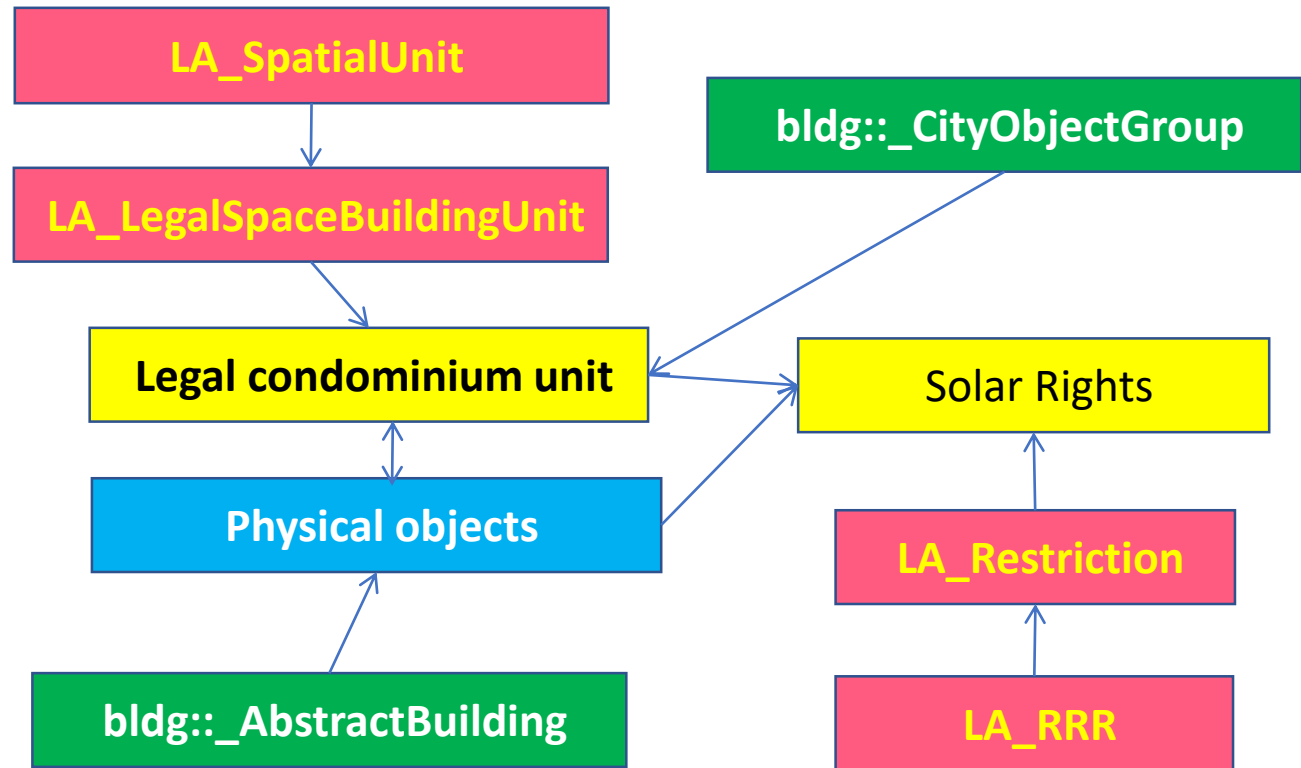 LA_SpatialUnit
bldg::_CityObjectGroup
LA_LegalSpaceBuildingUnit
Legal condominium unit
Solar Rights
Physical objects
LA_Restriction
bldg::_AbstractBuilding
LA_RRR